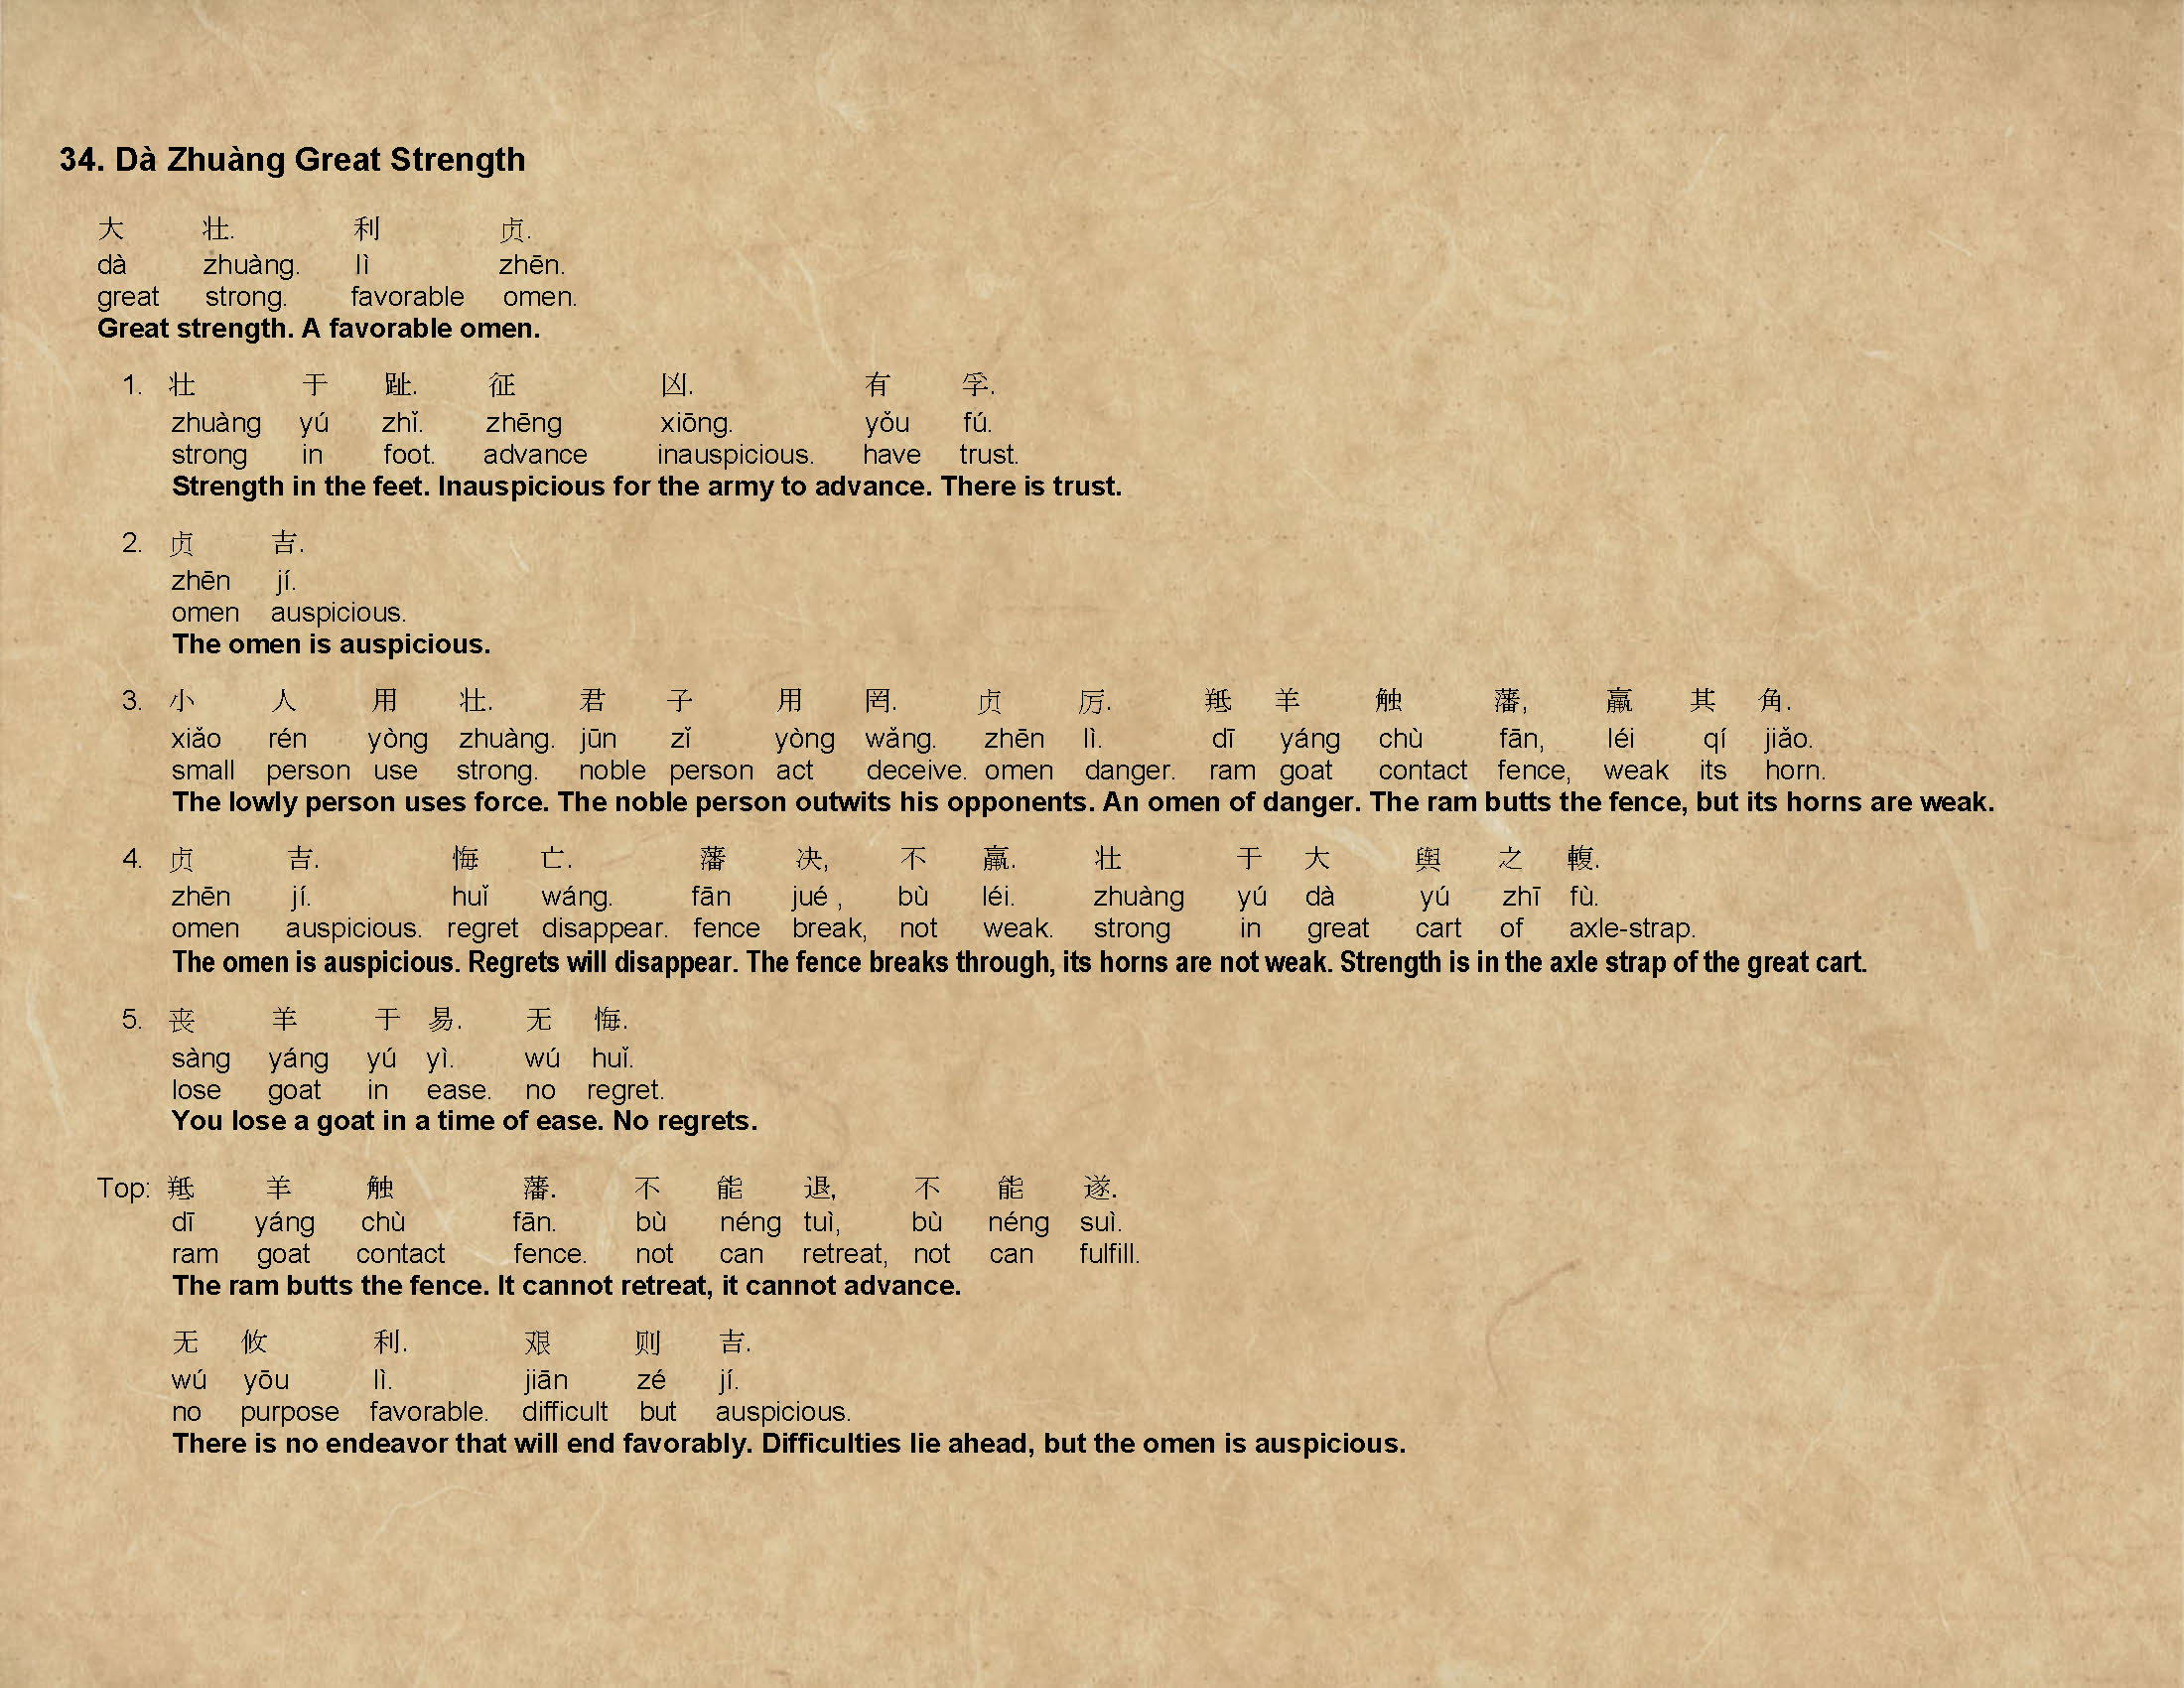 34. Dà Zhuàng Great Strength
大 壮. 利 贞.
dà zhuàng. lì zhēn.
great strong. favorable omen.
Great strength. A favorable omen.
1. 壮 于 趾. 征 凶. 有 孚.
zhuàng yú zhǐ. zhēng xiōng. yǒu fú.
strong in foot. advance inauspicious. have trust.
Strength in the feet. Inauspicious for the army to advance. There is trust.
2. 贞 吉.
zhēn jí.
omen auspicious.
The omen is auspicious.
3. 小 人 用 壮. 君 子 用 罔. 贞 厉. 羝 羊 触 藩, 羸 其 角.
xiǎo rén yòng zhuàng. jūn zǐ yòng wǎng. zhēn lì. dī yáng chù fān, léi qí jiǎo.
small person use strong. noble person act deceive. omen danger. ram goat contact fence, weak its horn.
The lowly person uses force. The noble person outwits his opponents. An omen of danger. The ram butts the fence, but its horns are weak.
4. 贞 吉. 悔 亡. 藩 决, 不 羸. 壮 于 大 舆 之 輹.
zhēn jí. huǐ wáng. fān jué , bù léi. zhuàng yú dà yú zhī fù.
omen auspicious. regret disappear. fence break, not weak. strong in great cart of axle-strap.
The omen is auspicious. Regrets will disappear. The fence breaks through, its horns are not weak. Strength is in the axle strap of the great cart.
5. 丧 羊 于 易. 无 悔.
sàng yáng yú yì. wú huǐ.
lose goat in ease. no regret.
You lose a goat in a time of ease. No regrets.
Top: 羝 羊 触 藩. 不 能 退, 不 能 遂.
dī yáng chù fān. bù néng tuì, bù néng suì.
ram goat contact fence. not can retreat, not can fulfill.
The ram butts the fence. It cannot retreat, it cannot advance.
无 攸 利. 艰 则 吉.
wú yōu lì. jiān zé jí.
no purpose favorable. difficult but auspicious.
There is no endeavor that will end favorably. Difficulties lie ahead, but the omen is auspicious.